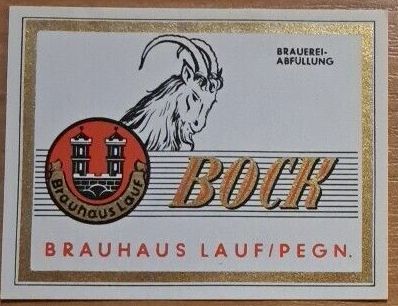 BRAUEREI-
ABFÜLLUNG
Brauhaus Lauf
BOCK
BRAUHAUS LAUF/PEGN.